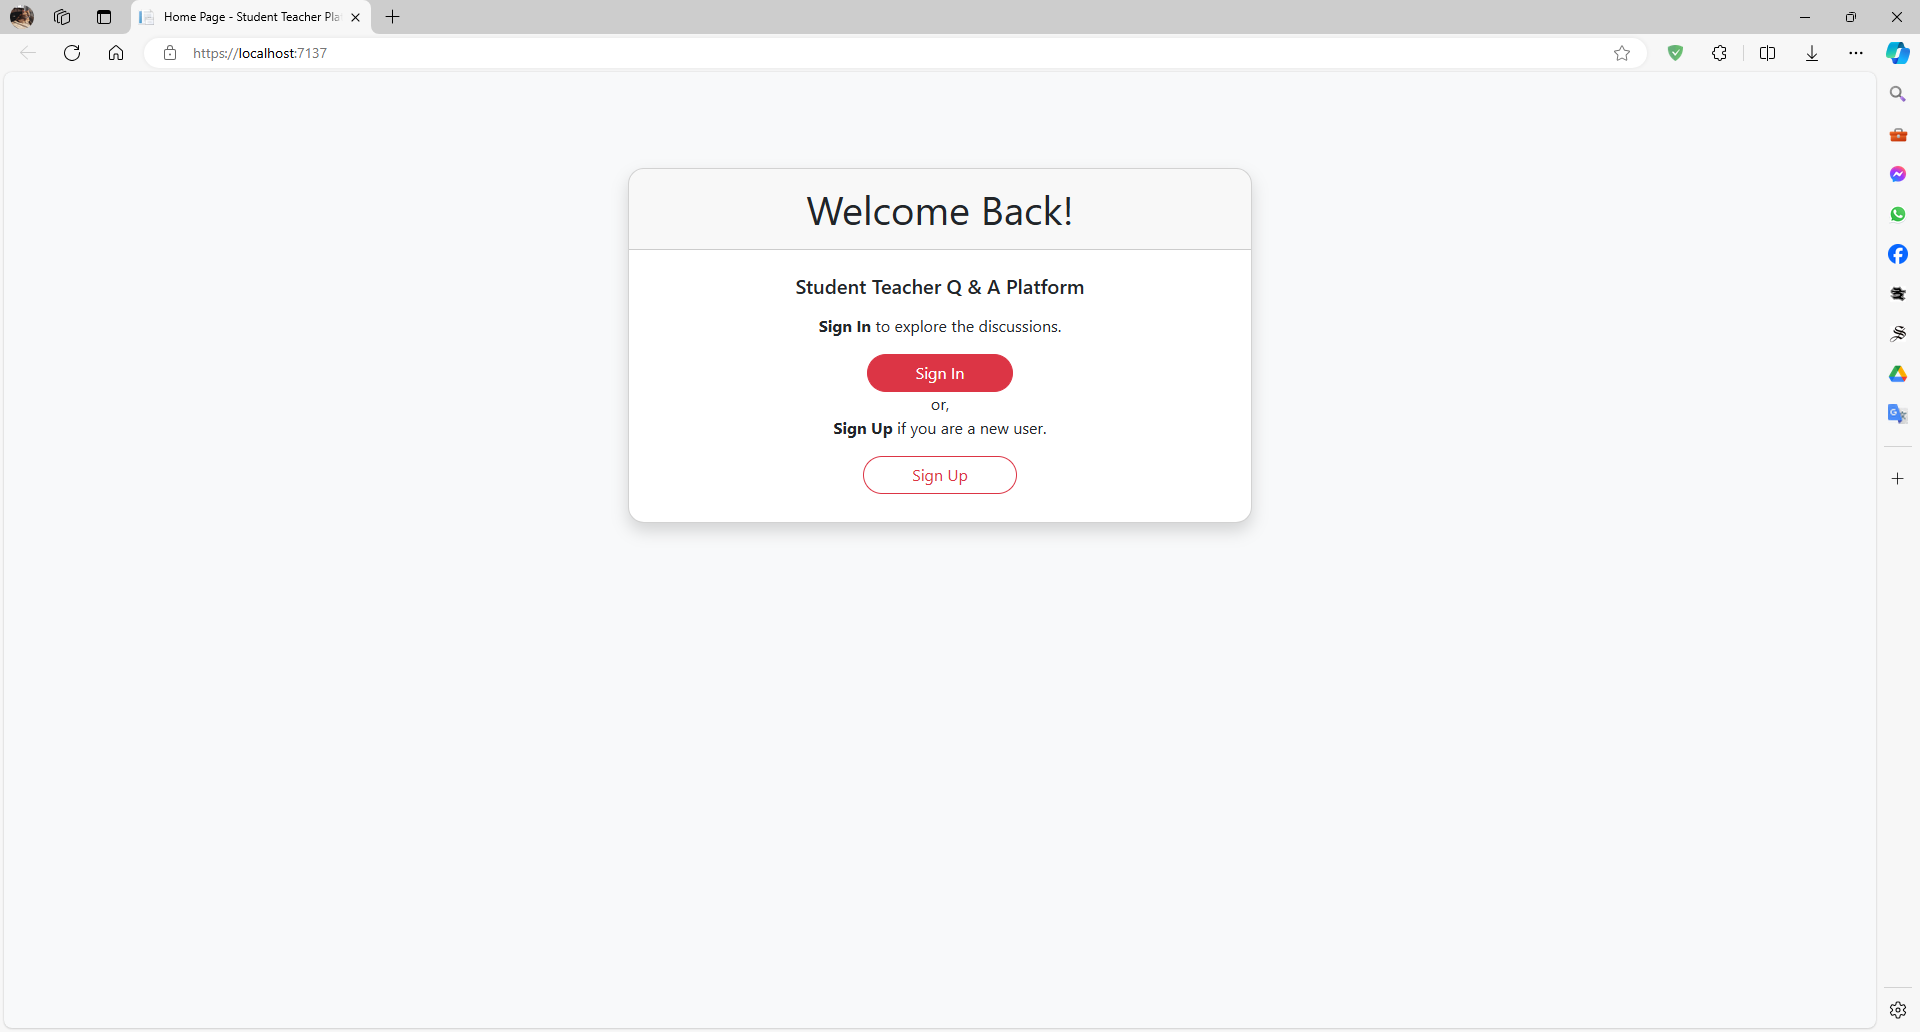 Home Page - Student Teacher Pla
https://localhost:7137
Welcome Back!
Student Teacher Q & A Platform
Sign In to explore the discussions.
Sign In
or,
Sign Up if you are a new user.
Sign Up